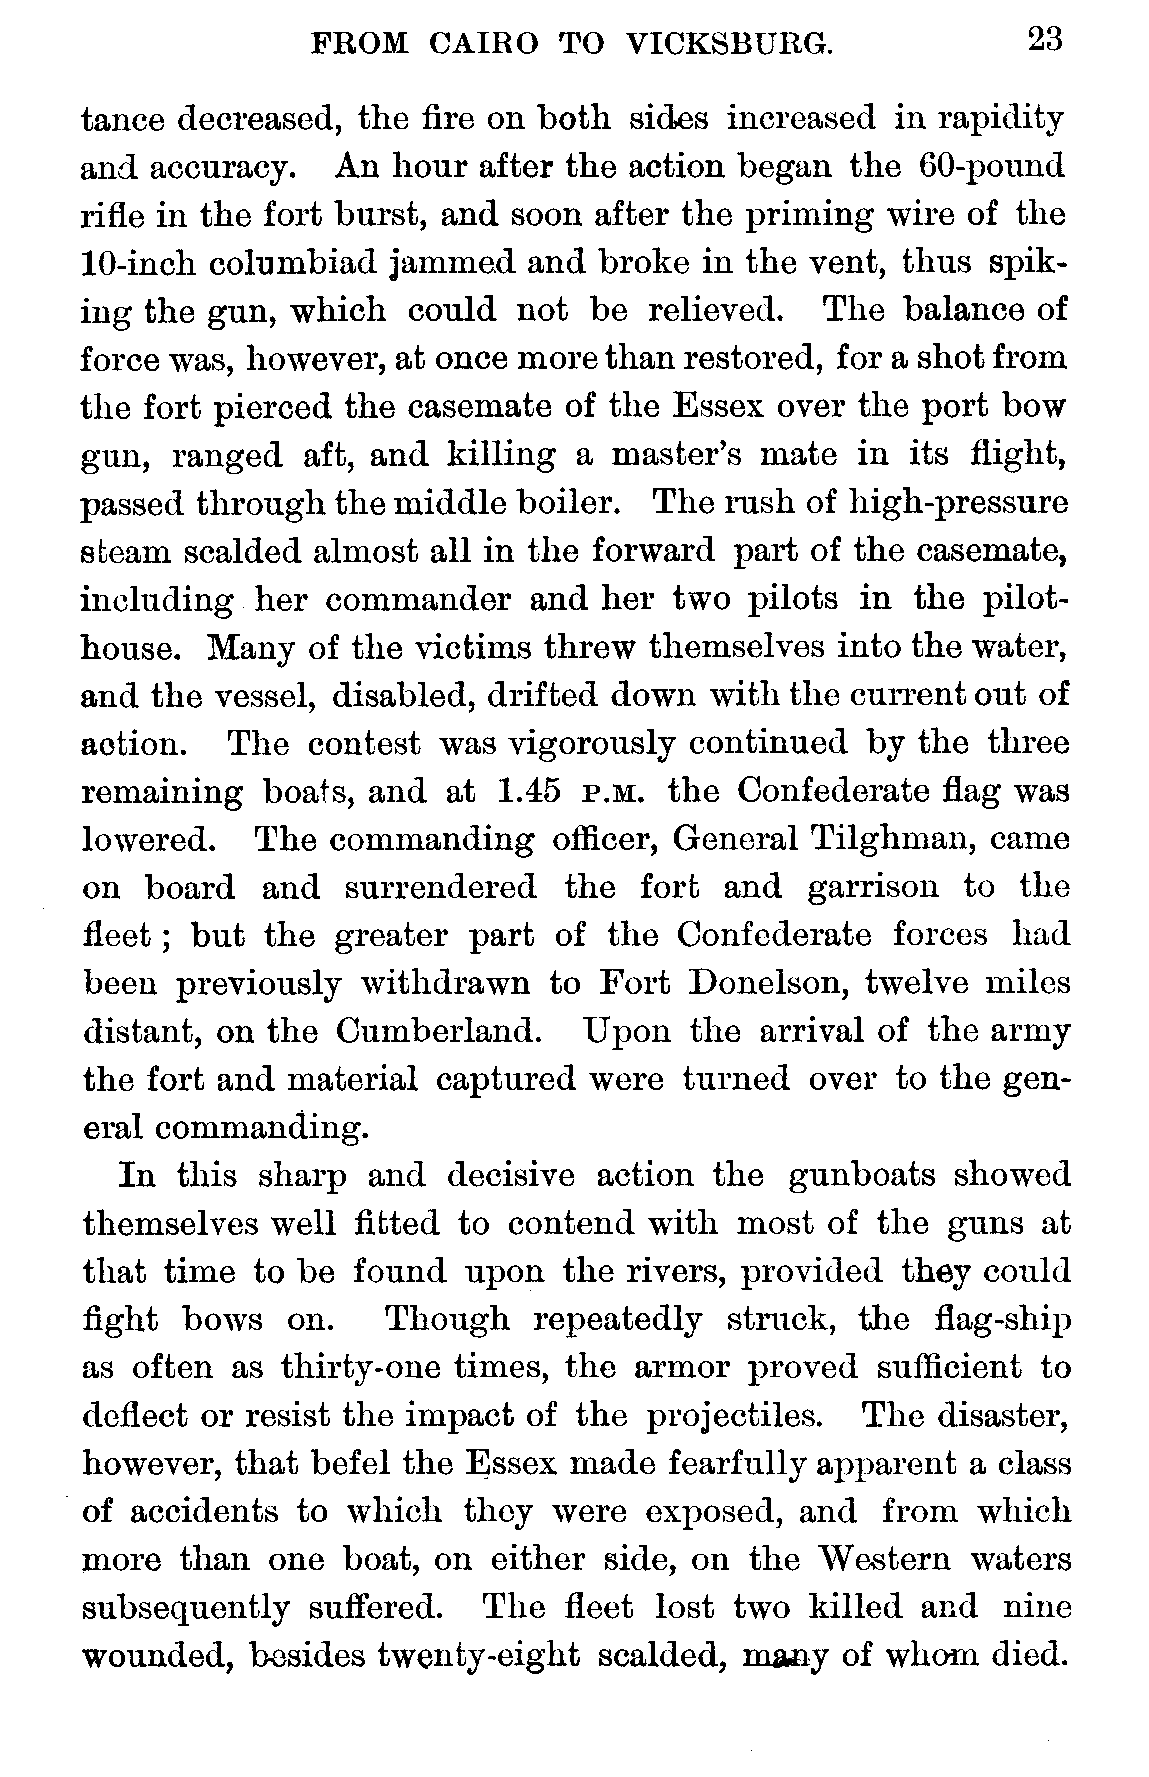 FROM CAIRO TO VICKSBURG. 23
tance decreased, the fire on both sides increased in rapidity
and accuracy. An hour after the action began the 60-pound
rifle in the fort burst, and soon after the priming wire of the
10-inch columbiad jammed and broke in the vent, thus spik-
ing the gun, which could not be relieved. The balance of
force was, however, at once more than restored, for a shot from
the fort pierced the casemate of the Essex over the port bow
gun, ranged aft, and killing a master's mate in its flight,
passed through the middle boiler. The rush of high-pressure
steam scalded almost all in the forward part of the casemate,
including her commander and her two pilots in the pilot-
house. Many of the victims threw themselves into the water,
and the vessel, disabled, drifted down with the current out of
action. The contest was vigorously continued by the three
remaining boats, and at 1.45 P.M. the Confederate flag was
lowered. The commanding officer, General Tilghman, came
on board and surrendered the fort and garrison to the
fleet ; but the greater part of the Confederate forces had
been previously withdrawn to Fort Donelson, twelve miles
distant, on the Cumberland. Upon the arrival of the army
the fort and material captured were turned over to the gen-
eral commanding.
In this sharp and decisive action the gunboats showed
themselves well fitted to contend with most of the guns at
that time to be found upon the rivers, provided they could
fight bows on. Though repeatedly struck, the flag-ship
as often as thirty-one times, the armor proved sufficient to
deflect or resist the impact of the projectiles. The disaster,
however, that befel the Essex made fearfully apparent a class
of accidents to which they were exposed, and from which
more than one boat, on either side, on the Western waters
subsequently suffered. The fleet lost two killed and nine
wounded, besides twenty-eight scalded, many of whom died.